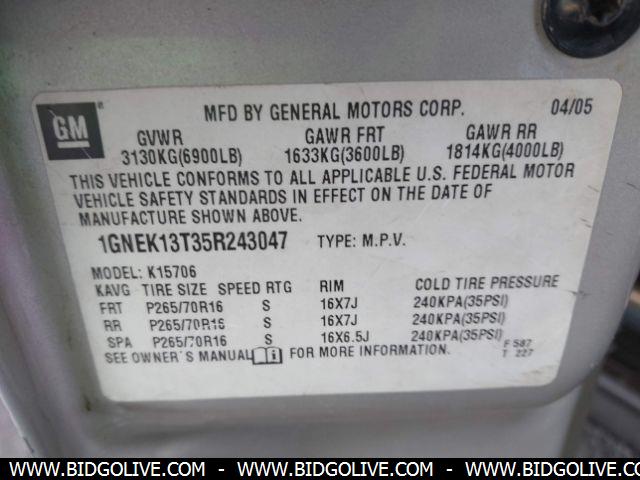 GM
MFD BY GENERAL MOTORS CORP. 04/05
GVWR GAWR FRT GAWR RR
3130KG(6900LB) 1633KG(3600LB) 1814KG(4000LB)
THIS VEHICLE CONFORMS TO ALL APPLICABLE U.S. FEDERAL MOTOR
VEHICLE SAFETY STANDARDS IN EFFECT ON THE DATE OF
MANUFACTURE SHOWN ABOVE.
1GNEK13T35R243047 TYPE: M.P.V.
MODEL: K15706
KAVG TIRE SIZE SPEED RTG RIM COLD TIRE PRESSURE
FRT P265/70R16 S 16X7J 240KPA(35PSI)
RR P265/70R16 S 16X7J 240KPA(35PSI)
SPA P265/70R16 S 16X6.5J 240KPA(35PSI)
SEE OWNER'S MANUAL i FOR MORE INFORMATION.
F 587
T 227
WWW.BIDGOLIVE.COM - WWW.BIDGOLIVE.COM - WWW.BIDGOLIVE.COM